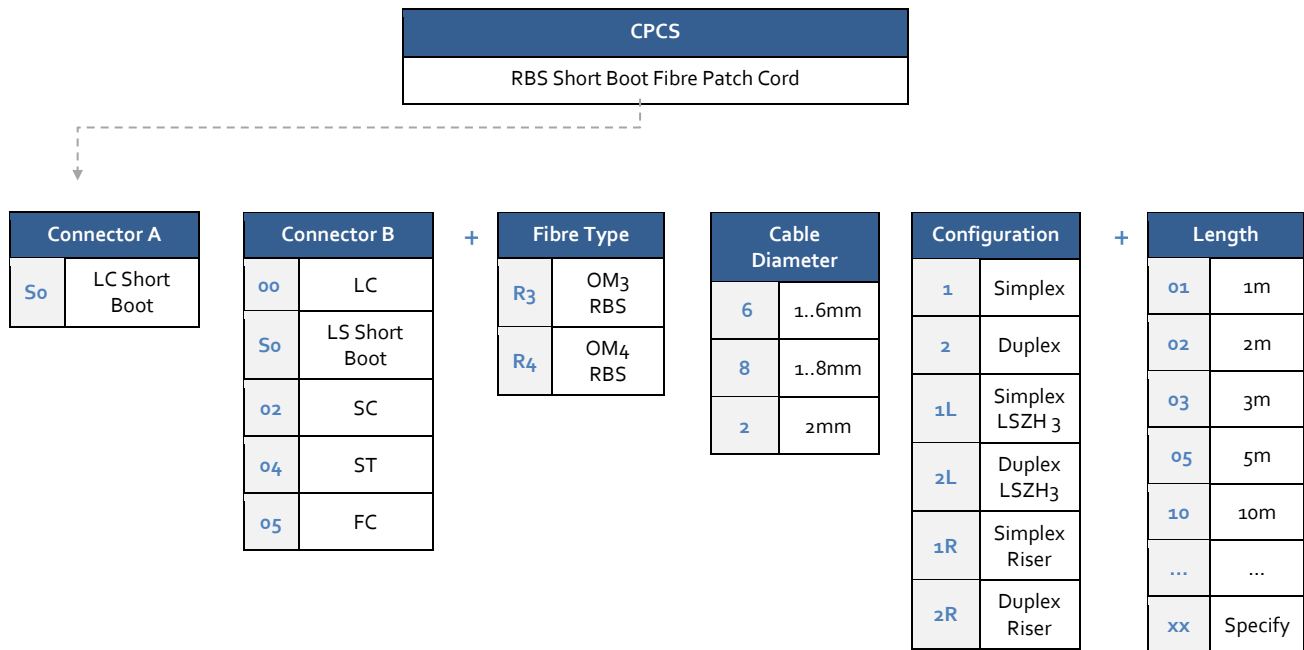 CPCS
RBS Short Boot Fibre Patch Cord
Connector A
S0 LC Short
Boot
Connector B
00 LC
S0 LS Short
Boot
02 SC
04 ST
05 FC
+
Fibre Type
R3 OM3
RBS
R4 OM4
RBS
Cable
Diameter
6 1..6mm
8 1..8mm
2 2mm
Configuration
1 Simplex
2 Duplex
1L Simplex
LSZH 3
2L Duplex
LSZH3
1R Simplex
Riser
2R Duplex
Riser
+
Length
01 1m
02 2m
03 3m
05 5m
10 10m
... ...
xx Specify